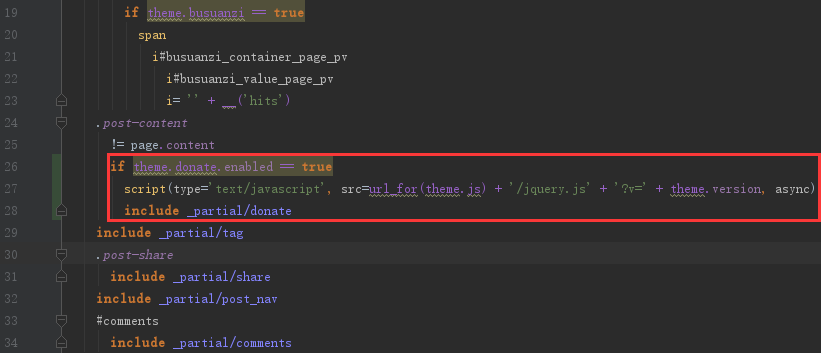 19 if theme.busuanzi == true
20 span
21 i#busuanzi_container_page_pv
22 i#busuanzi_value_page_pv
23 i= '' + __('hits')
24 .post-content
25 != page.content
26 if theme.donate.enabled == true
27 script(type='text/javascript', src=url_for(theme.js) + '/jquery.js' + '?v=' + theme.version, async)
28 include _partial/donate
29 include _partial/tag
30 .post-share
31 include _partial/share
32 include _partial/post_nav
33 #comments
34 include _partial/comments